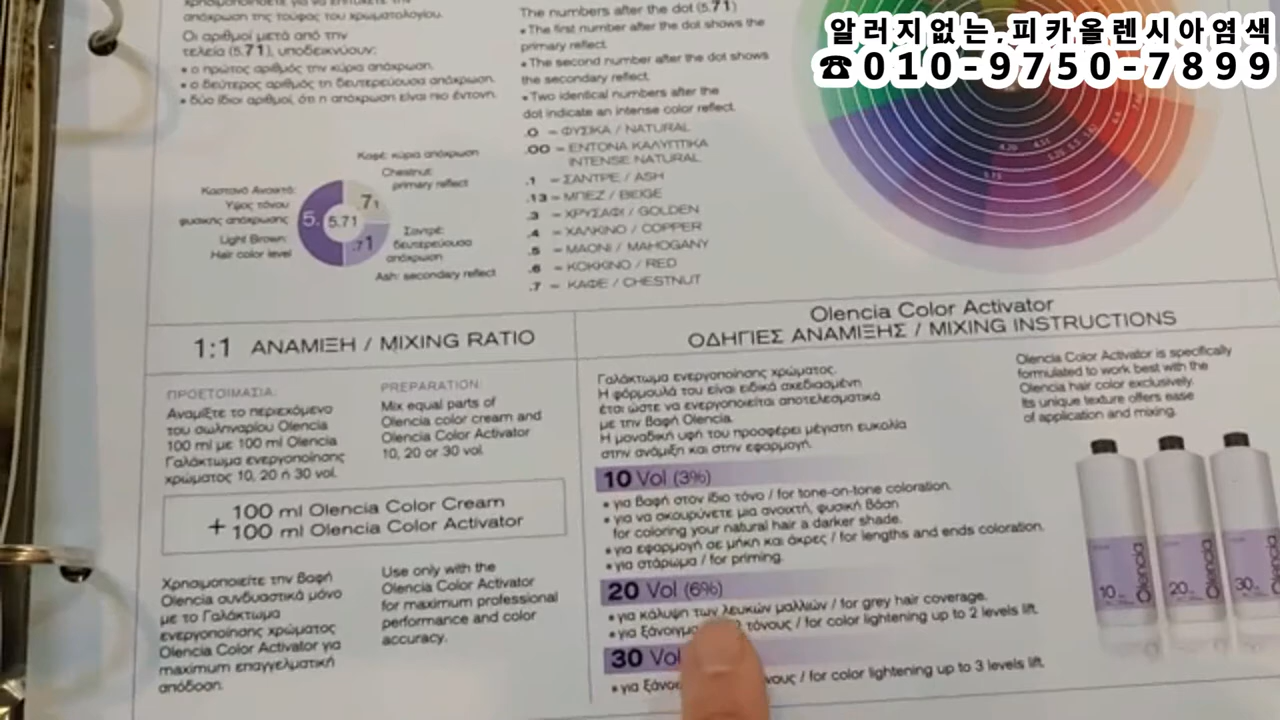 알러지없는,피카올렌시아염색
☎010-9750-7899
απόχρωση της τούφας του χρωματολογίου.
Οι αριθμοί μετά από την
τελεία (5.71), υποδεικνύουν:
• ο πρώτος αριθμός την κύρια απόχρωση.
• ο δεύτερος αριθμός τη δευτερεύουσα απόχρωση.
• δύο ίδιοι αριθμοί, ότι η απόχρωση είναι πιο έντονη.
The numbers after the dot (5.71)
• The first number after the dot shows the
primary reflect.
• The second number after the dot shows
the secondary reflect.
• Two identical numbers after the
dot indicate an intense color reflect.
.0 = ΦΥΣΙΚΑ / NATURAL
.00 = ΕΝΤΟΝΑ ΚΑΛΥΠΤΙΚΑ
INTENSE NATURAL
.1 = ΣΑΝΤΡΕ / ASH
.13 = ΜΠΕΖ / BEIGE
.3 = ΧΡΥΣΑΦΙ / GOLDEN
.4 = ΧΑΛΚΙΝΟ / COPPER
.5 = ΜΑΟΝΙ / MAHOGANY
.6 = ΚΟΚΚΙΝΟ / RED
.7 = ΚΑΦΕ / CHESTNUT
Καφέ: κύρια απόχρωση
Chestnut:
primary reflect
Καστανό Ανοιχτό:
Ύψος τόνου
φυσικής απόχρωσης
Light Brown:
Hair color level
5.
5.71
.71
.71
Σαντρέ:
δευτερεύουσα
απόχρωση
Ash: secondary reflect
1:1 ΑΝΑΜΙΞΗ / MIXING RATIO
ΠΡΟΕΤΟΙΜΑΣΙΑ:
Αναμίξτε το περιεχόμενο
του σωληναρίου Olencia
100 ml με 100 ml Olencia
Γαλάκτωμα ενεργοποίησης
χρώματος 10, 20 ή 30 vol.
PREPARATION:
Mix equal parts of
Olencia color cream and
Olencia Color Activator
10, 20 or 30 vol.
100 ml Olencia Color Cream
+ 100 ml Olencia Color Activator
Χρησιμοποιείτε την Βαφή
Olencia συνδυαστικά μόνο
με το Γαλάκτωμα
ενεργοποίησης χρώματος
Olencia Color Activator για
maximum επαγγελματική
απόδοση.
Use only with the
Olencia Color Activator
for maximum professional
performance and color
accuracy.
Olencia Color Activator
ΟΔΗΓΙΕΣ ΑΝΑΜΙΞΗΣ / MIXING INSTRUCTIONS
Γαλάκτωμα ενεργοποίησης χρώματος.
Η φόρμουλά του είναι ειδικά σχεδιασμένη
έτσι ώστε να ενεργοποιείται αποτελεσματικά
με την Βαφή Olencia.
Η μοναδική υφή του προσφέρει μέγιστη ευκολία
στην ανάμιξη και στην εφαρμογή.
Olencia Color Activator is specifically
formulated to work best with the
Olencia hair color exclusively.
Its unique texture offers ease
of application and mixing.
10 Vol (3%)
• για βαφή στον ίδιο τόνο / for tone-on-tone coloration.
• για να σκουρύνετε μια ανοιχτή, φυσική βάση
for coloring your natural hair a darker shade.
• για εφαρμογή σε μήκη και άκρες / for lengths and ends coloration.
• για στάρωμα / for priming.
20 Vol (6%)
• για κάλυψη των λευκών μαλλιών / for grey hair coverage.
• για ξάνοιγμα τόνους / for color lightening up to 2 levels lift.
30 Vol
• για ξάνοι / for color lightening up to 3 levels lift.
10
Olencia
20
Olencia
30
Olencia